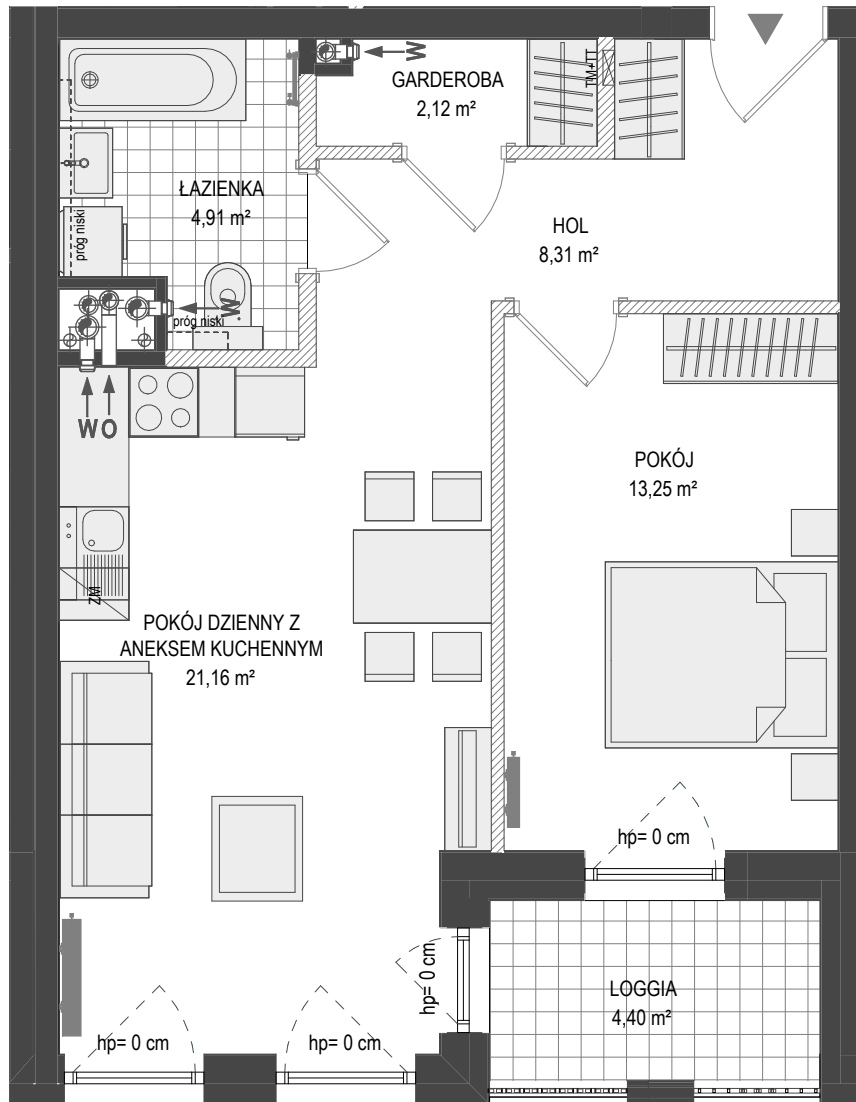 W
GARDEROBA
2,12 m²
TM+TT
ŁAZIENKA
4,91 m²
próg niski
HOL
8,31 m²
W
próg niski
W O
POKÓJ
13,25 m²
ZM
POKÓJ DZIENNY Z
ANEKSEM KUCHENNYM
21,16 m²
hp= 0 cm
hp= 0 cm
LOGGIA
4,40 m²
hp= 0 cm
hp= 0 cm